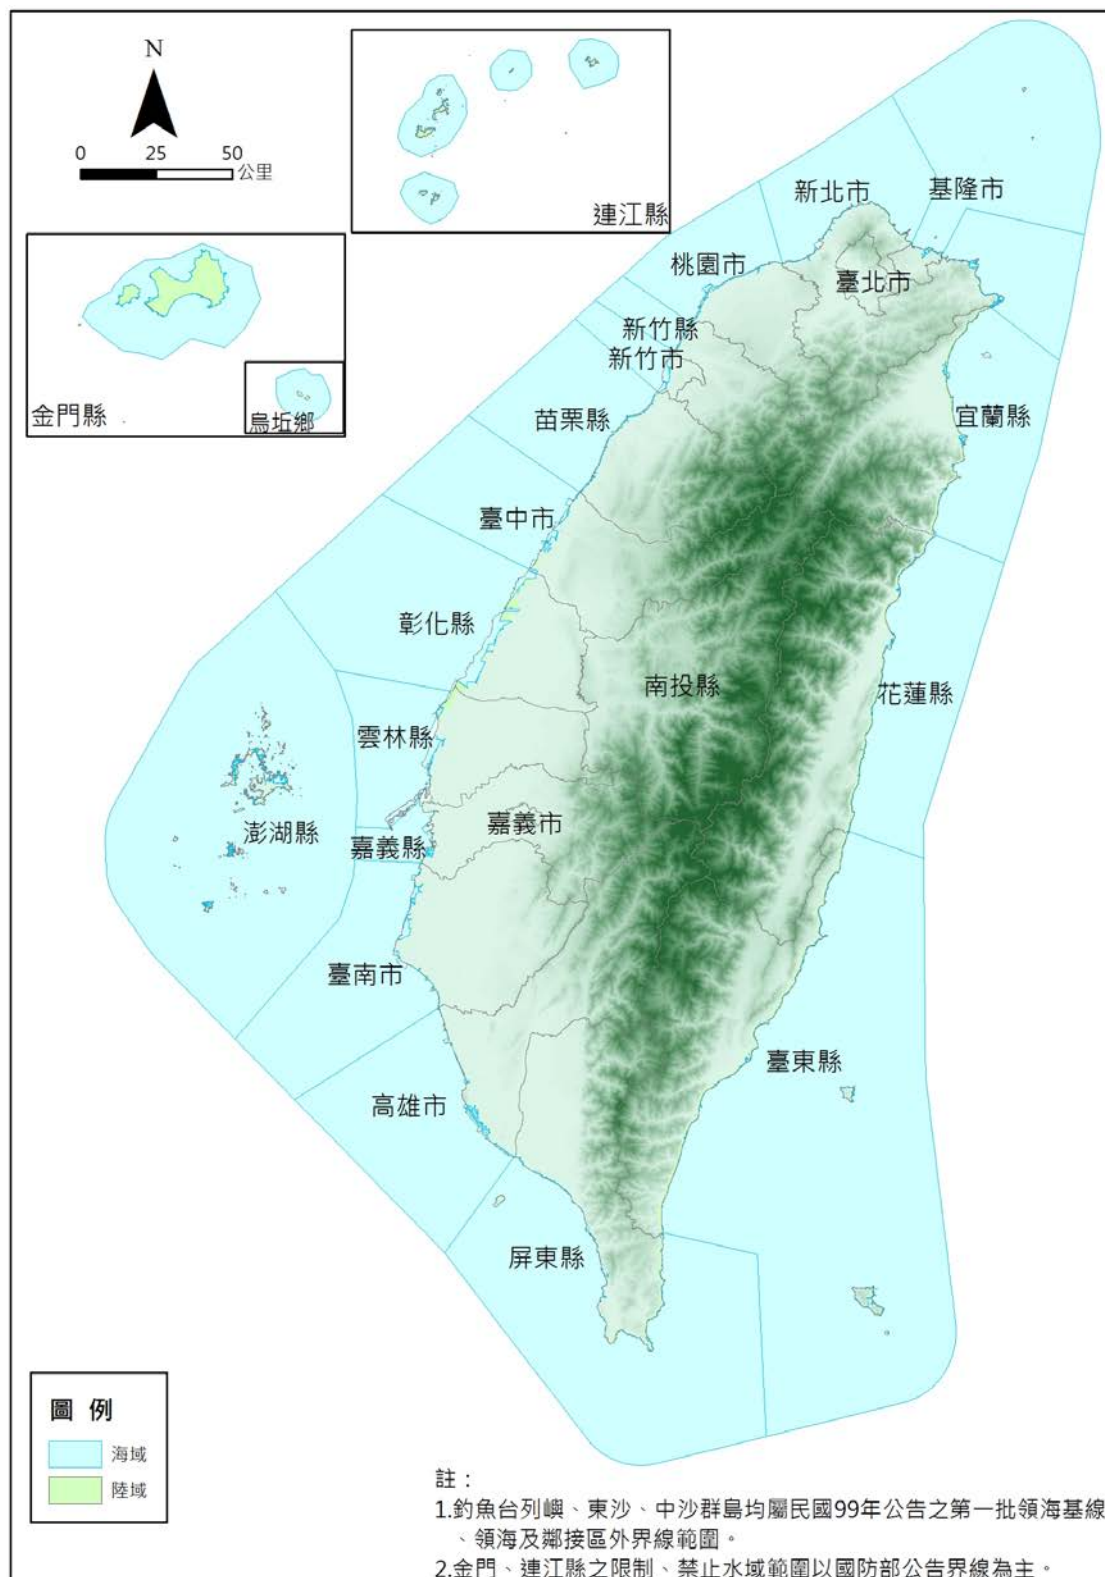 N
0 25 50
公里
連江縣
金門縣
烏坵鄉
新北市
基隆市
桃園市
臺北市
新竹縣
新竹市
宜蘭縣
苗栗縣
臺中市
彰化縣
南投縣
花蓮縣
雲林縣
嘉義市
澎湖縣
嘉義縣
臺南市
臺東縣
高雄市
屏東縣
圖 例
海域
陸域
註：
1.釣魚台列嶼、東沙、中沙群島均屬民國99年公告之第一批領海基線
、領海及鄰接區外界線範圍。
2.金門、連江縣之限制、禁止水域範圍以國防部公告界線為主。